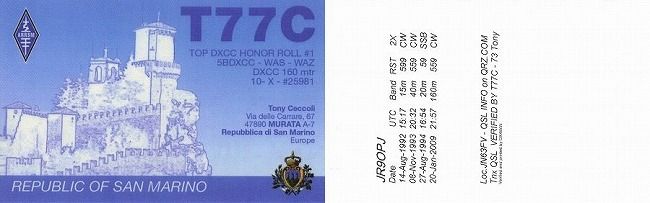 ARRSM
T77C
TOP DXCC HONOR ROLL #1
5BDXCC - WAS - WAZ
DXCC 160 mtr
10- X - #25981
Tony Ceccoli
Via delle Carrare, 67
47890 MURATA A-7
Repubblica di San Marino
Europe
REPUBLIC OF SAN MARINO
JR9OPJ
Date UTC Band RST 2X
14-Aug-1992 15:17 15m 599 CW
08-Nov-1993 20:32 40m 559 CW
27-Aug-1994 16:54 20m 59 SSB
20-Jan-2009 21:57 160m 559 CW
Loc.JN63FV - QSL INFO on QRZ.COM
Tnx QSL VERIFIED BY T77C - 73 Tony